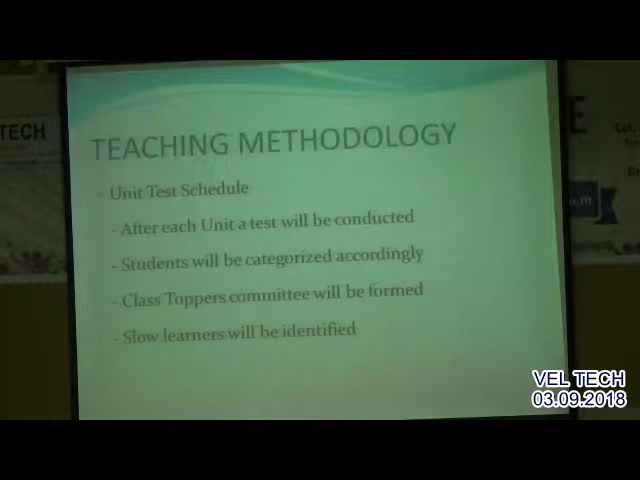 TECH
TEACHING METHODOLOGY
Unit Test Schedule
- After each Unit a test will be conducted
- Students will be categorized accordingly
- Class Toppers committee will be formed
- Slow learners will be identified
VEL TECH
03.09.2018